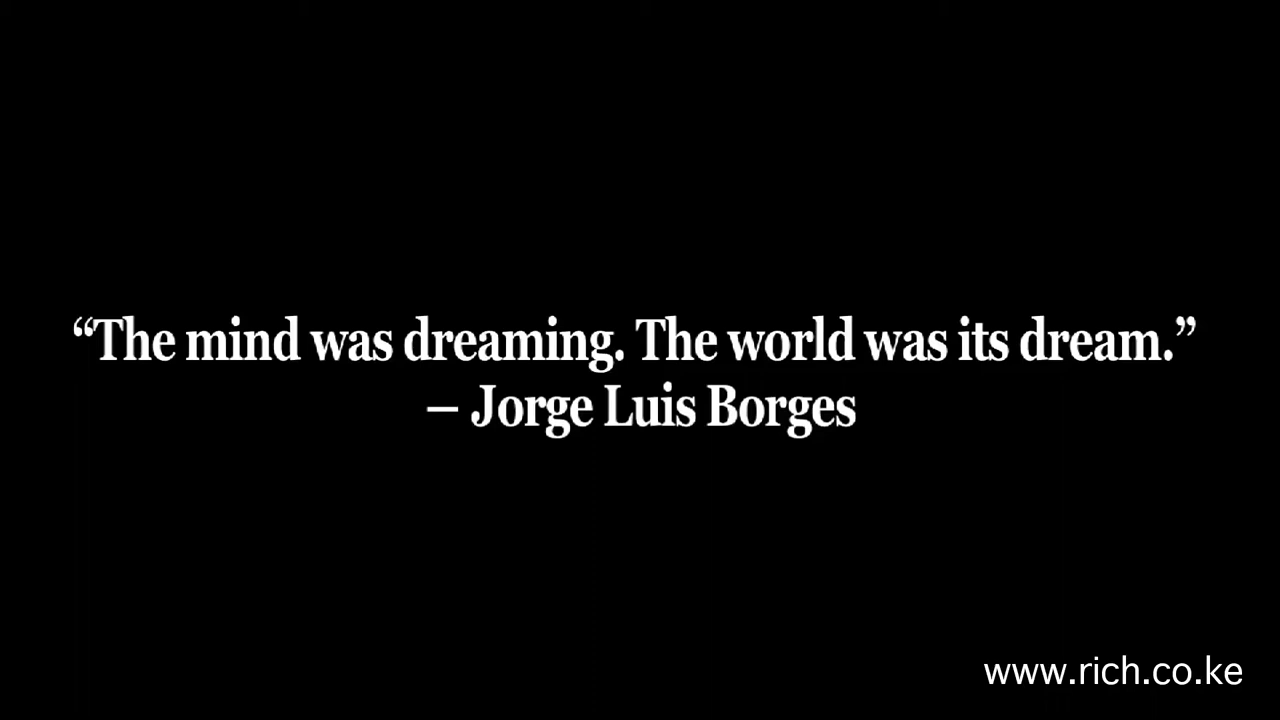 “The mind was dreaming. The world was its dream.”
– Jorge Luis Borges
www.rich.co.ke